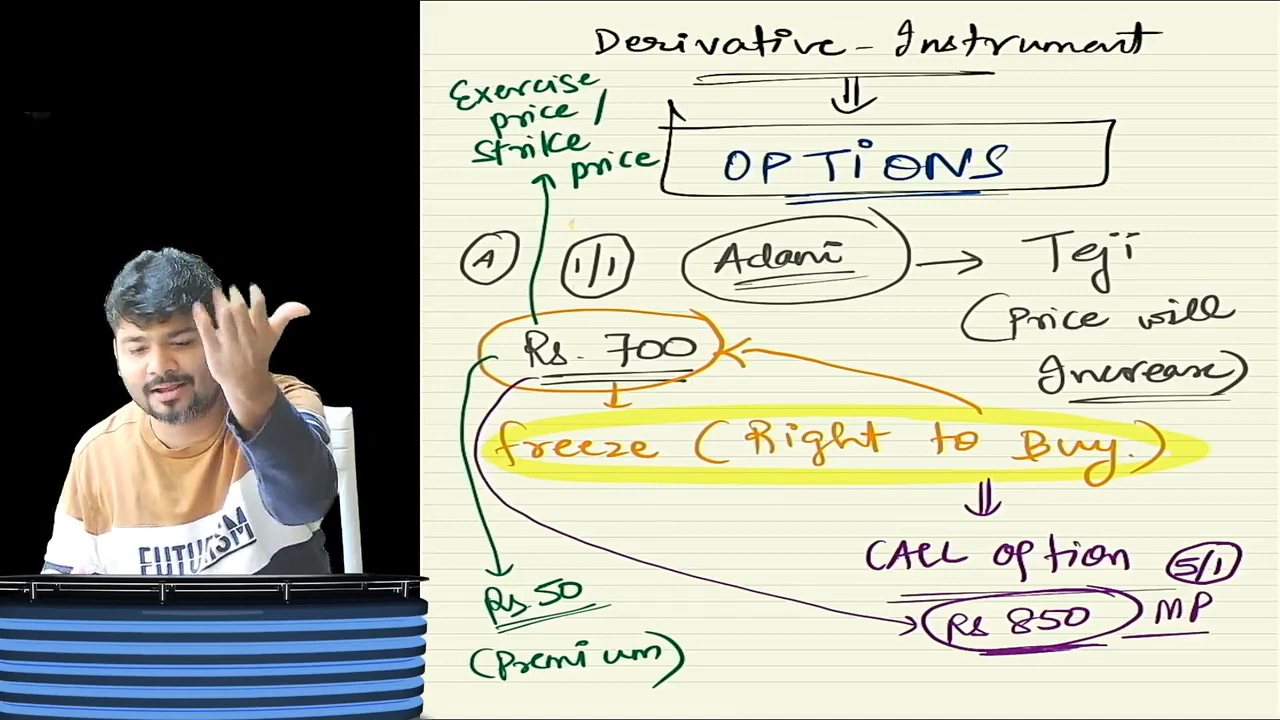 Derivative - Instrument
Exercise
price /
Strike
price
OPTIONS
A
1/1
Adani
Teji
(Price will
Increase)
Rs. 700
freeze (Right to Buy.)
CALL option
5/1
Rs 850
MP
Rs. 50
(Premium)
FUTURISM